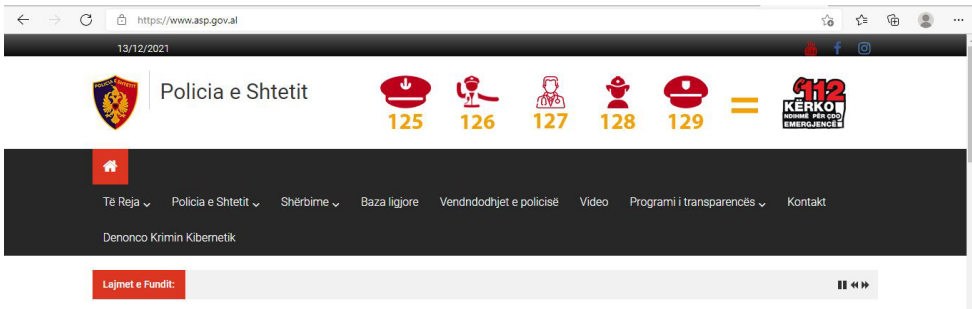 https://www.asp.gov.al
13/12/2021
POLICIA E SHTETIT
Policia e Shtetit
125 126 127 128 129 = 112
KËRKO
NDIHMË PËR ÇDO
EMERGJENCË
Të Reja Policia e Shtetit Shërbime Baza ligjore Vendndodhjet e policisë Video Programi i transparencës Kontakt
Denonco Krimin Kibernetik
Lajmet e Fundit: